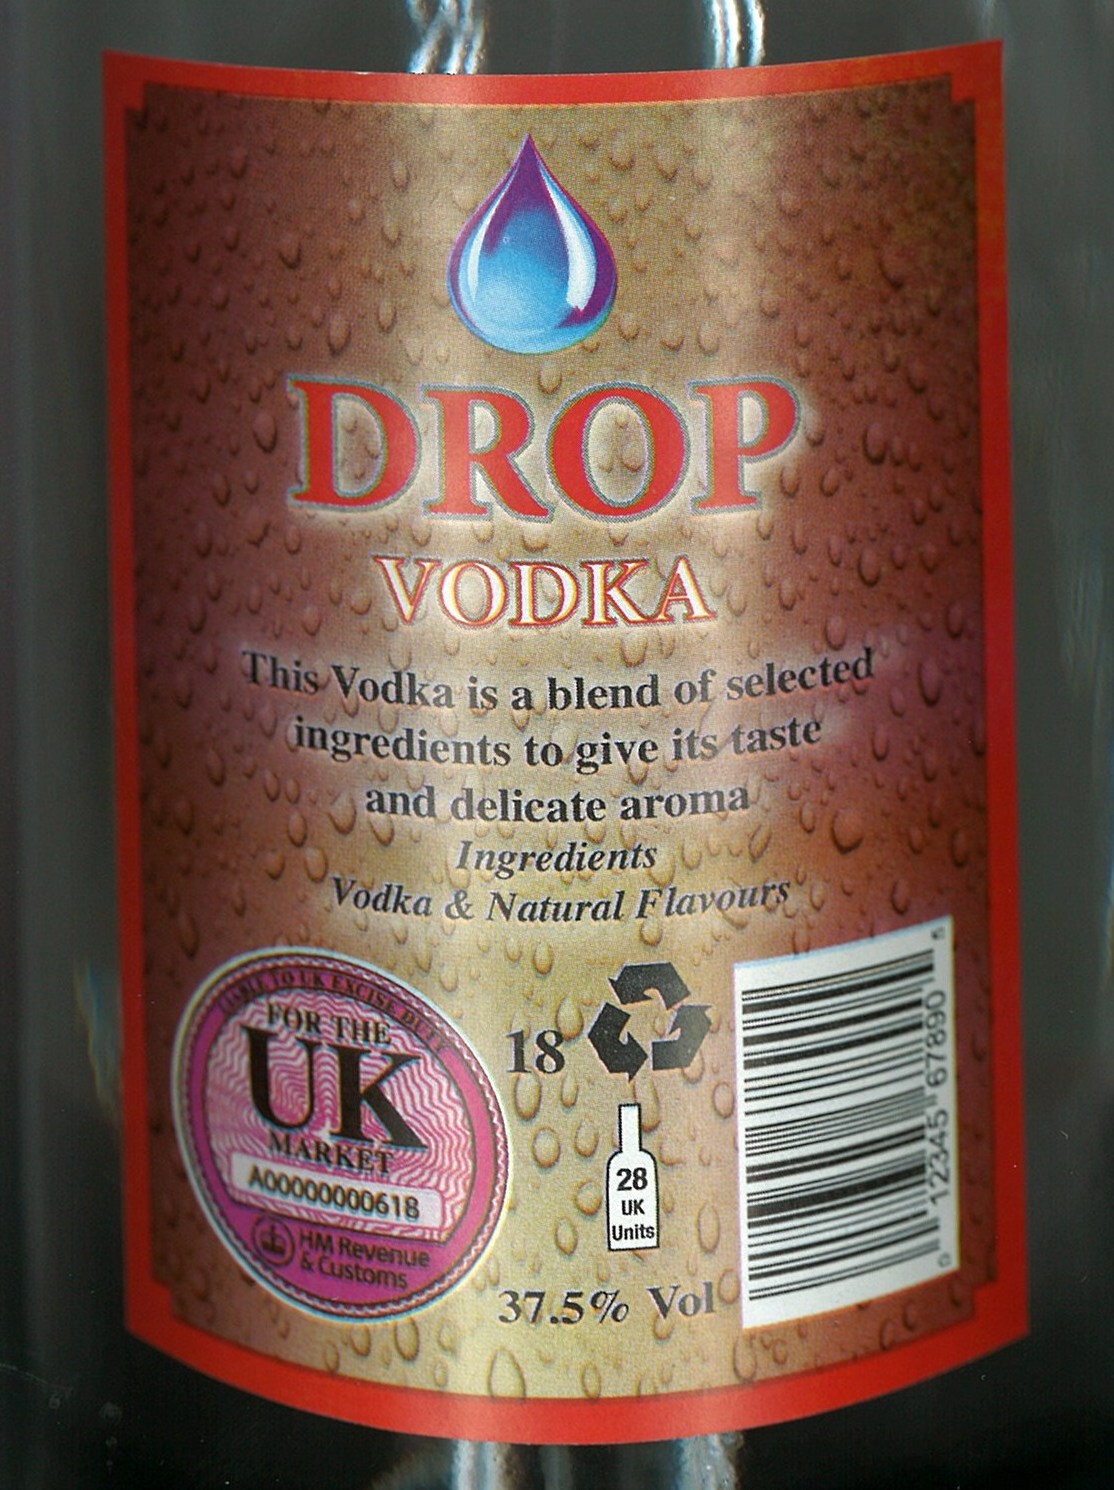 DROP
VODKA
This Vodka is a blend of selected
ingredients to give its taste
and delicate aroma
Ingredients
Vodka & Natural Flavours
LIABLE TO UK EXCISE DUTY
FOR THE
UK
MARKET
A00000000618
HM Revenue
& Customs
18
28
UK
Units
37.5% Vol
0 12345 67890 5